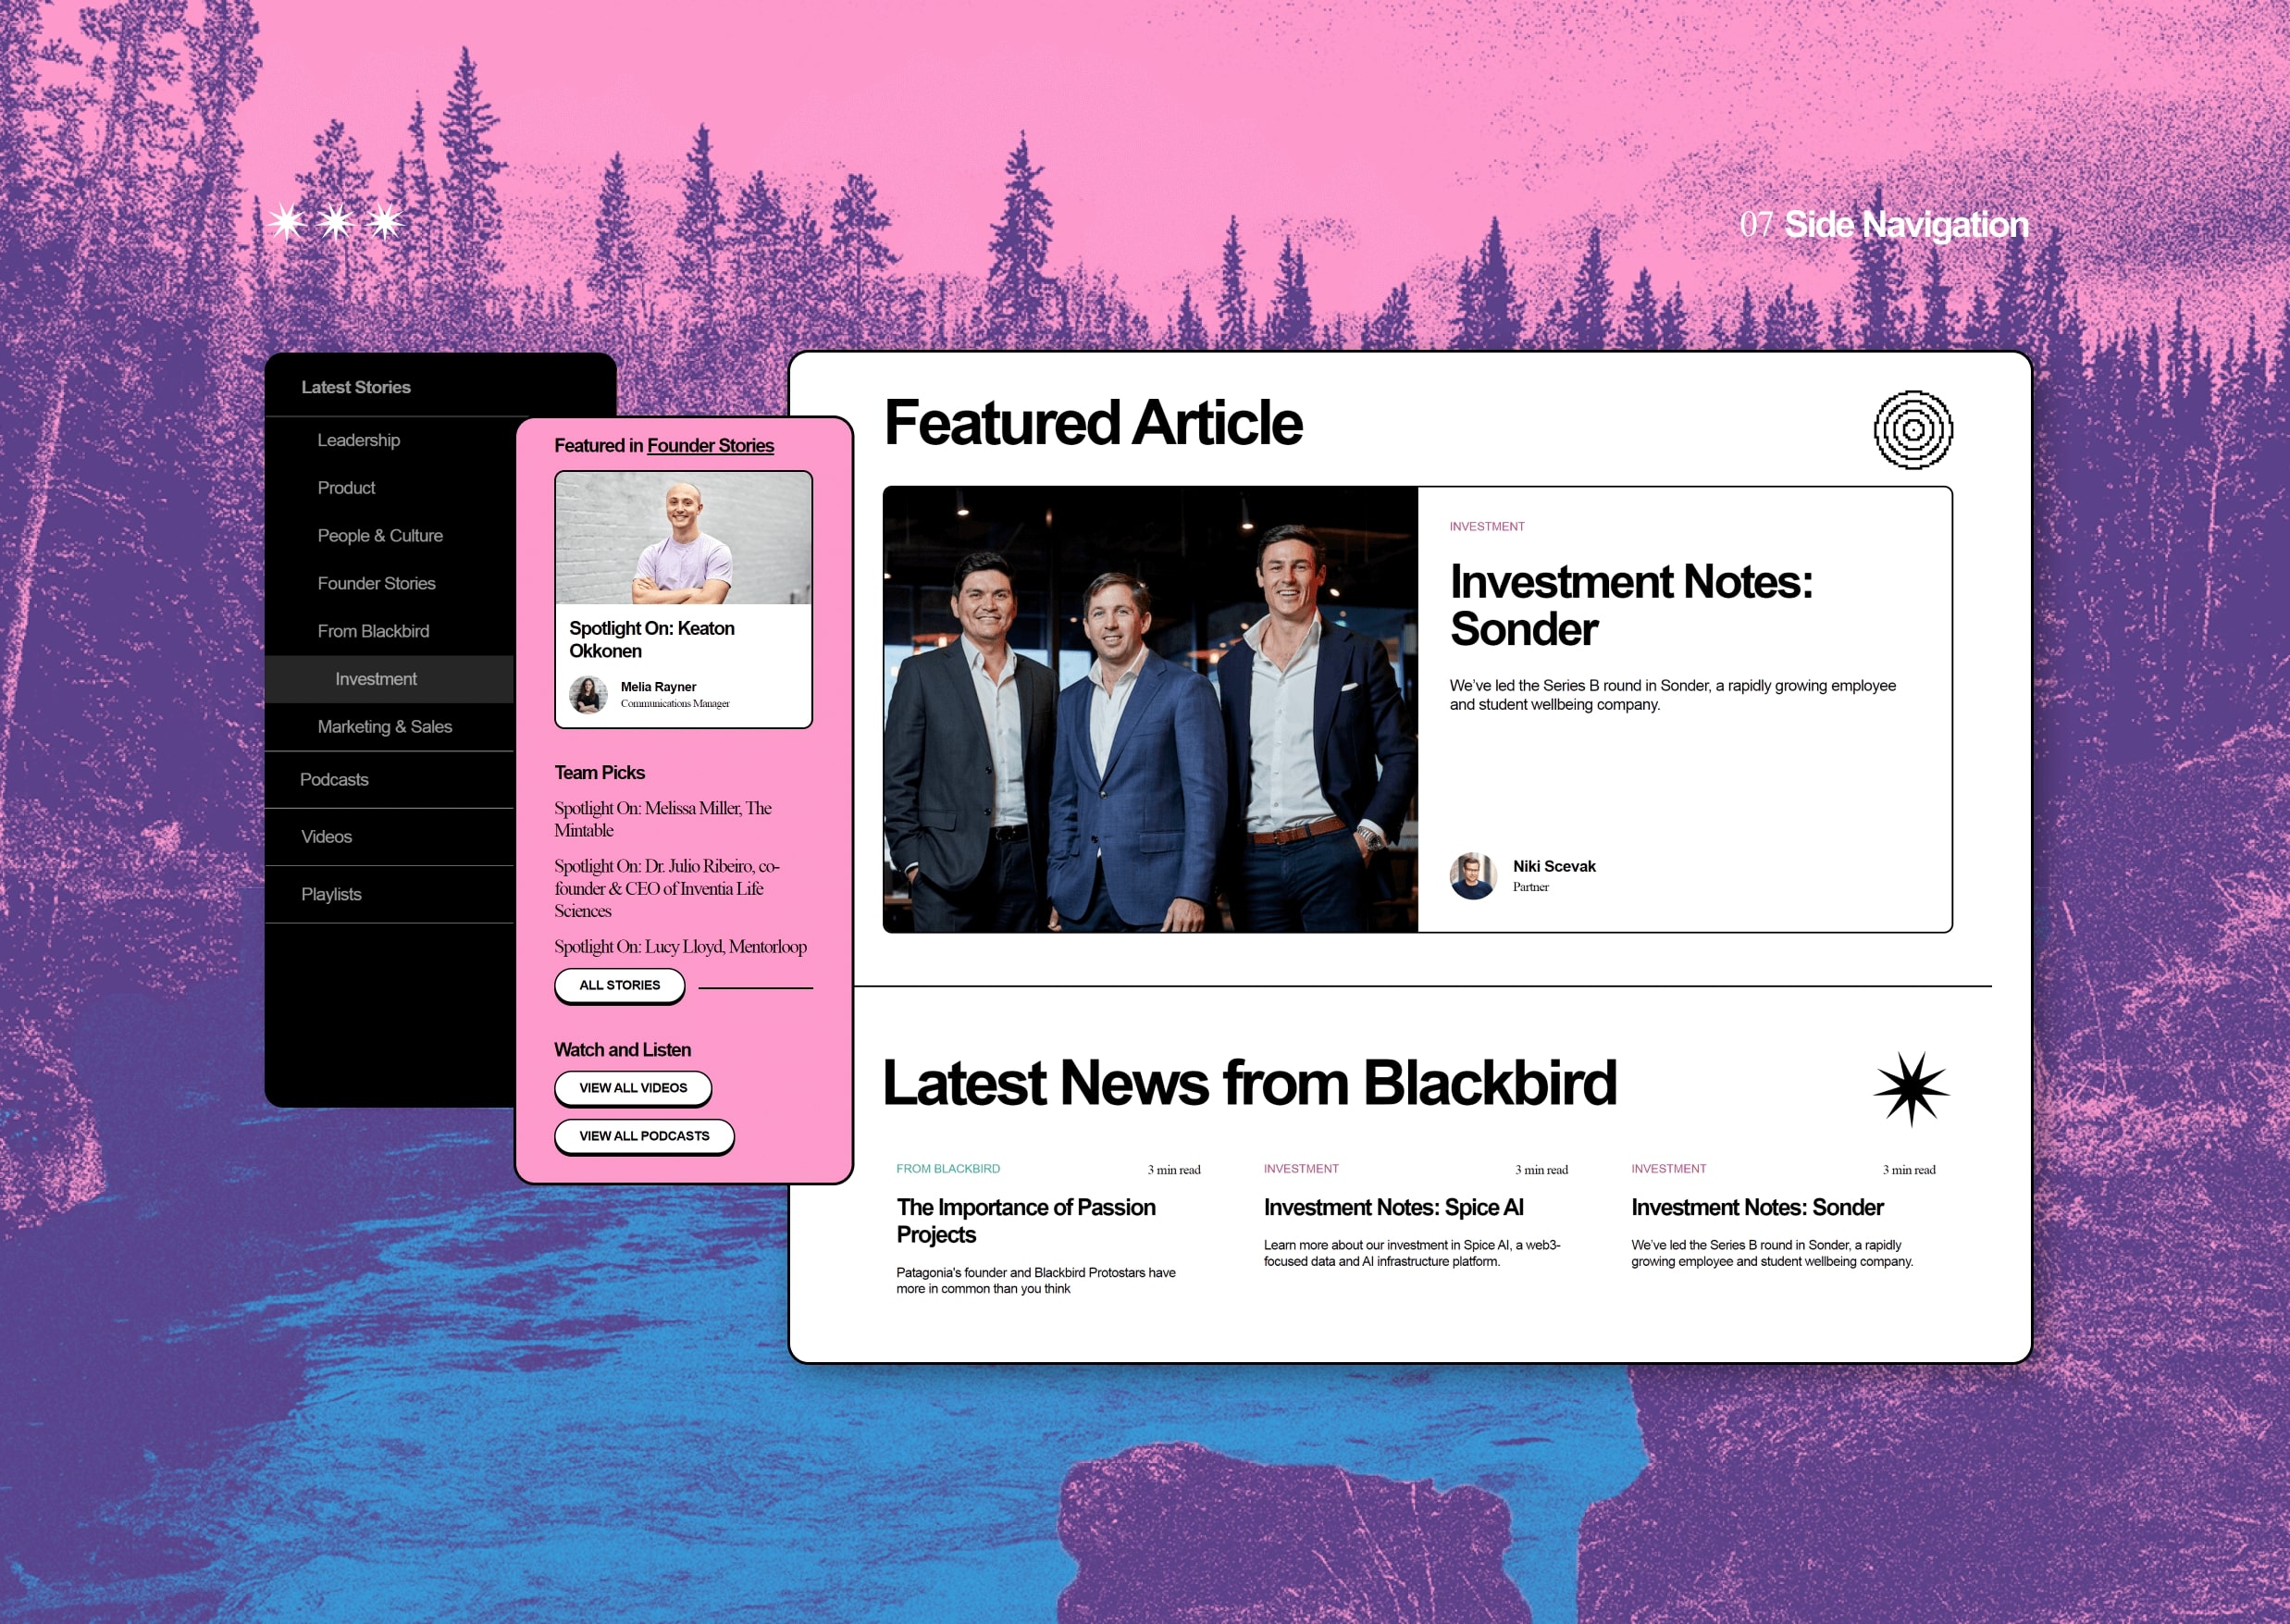 07 Side Navigation
Latest Stories
Leadership
Product
People & Culture
Founder Stories
From Blackbird
Investment
Marketing & Sales
Podcasts
Videos
Playlists
Featured in Founder Stories
Spotlight On: Keaton
Okkonen
Melia Rayner
Communications Manager
Team Picks
Spotlight On: Melissa Miller, The
Mintable
Spotlight On: Dr. Julio Ribeiro, co-
founder & CEO of Inventia Life
Sciences
Spotlight On: Lucy Lloyd, Mentorloop
ALL STORIES
Watch and Listen
VIEW ALL VIDEOS
VIEW ALL PODCASTS
Featured Article
INVESTMENT
Investment Notes:
Sonder
We've led the Series B round in Sonder, a rapidly growing employee
and student wellbeing company.
Niki Scevak
Partner
Latest News from Blackbird
FROM BLACKBIRD 3 min read
The Importance of Passion
Projects
Patagonia's founder and Blackbird Protostars have
more in common than you think
INVESTMENT 3 min read
Investment Notes: Spice AI
Learn more about our investment in Spice AI, a web3-
focused data and AI infrastructure platform.
INVESTMENT 3 min read
Investment Notes: Sonder
We've led the Series B round in Sonder, a rapidly
growing employee and student wellbeing company.